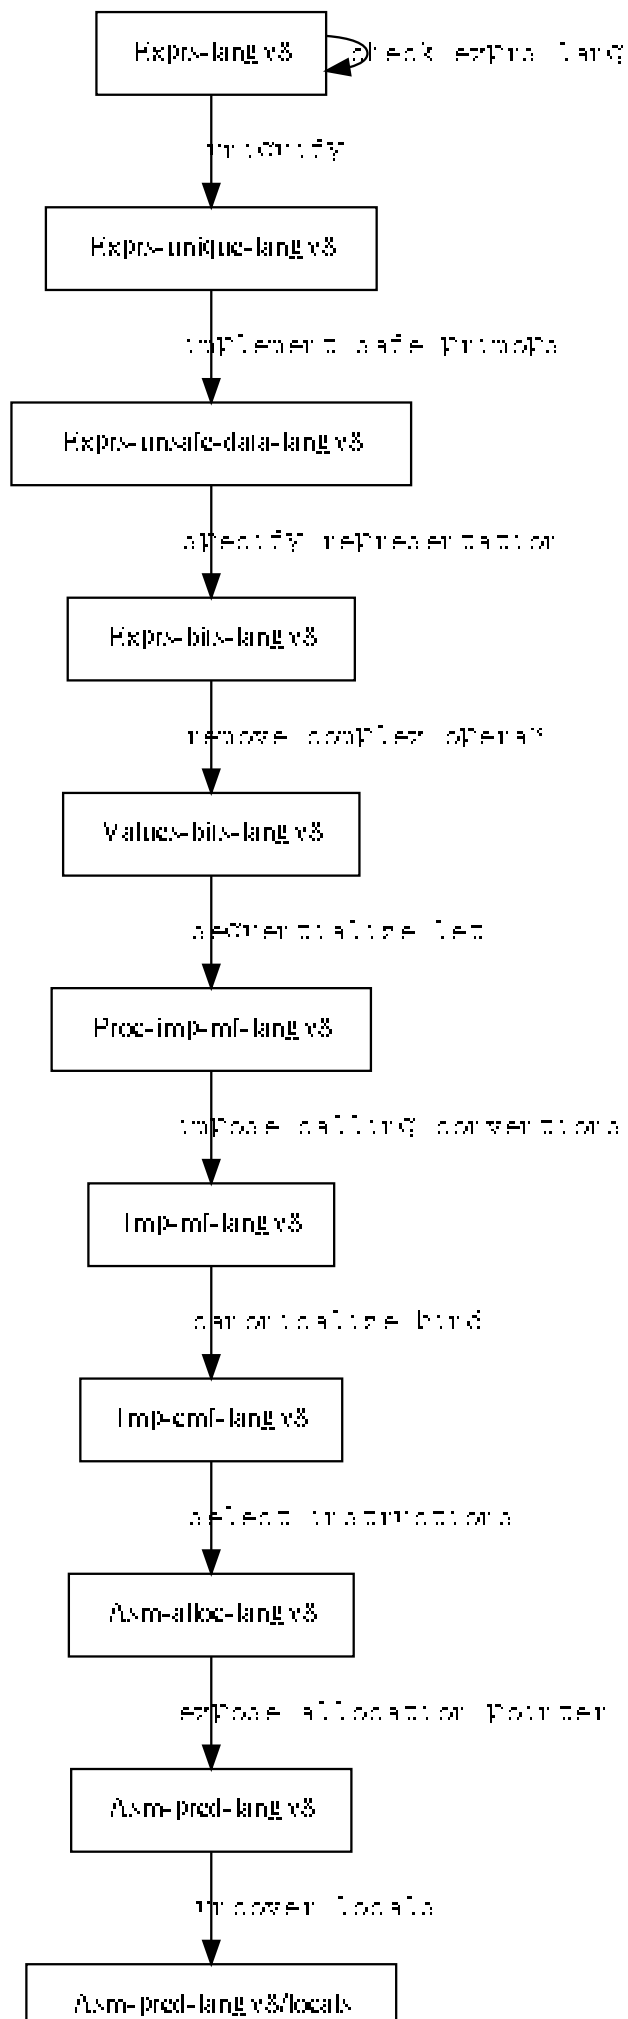 Exprs-lang v8
check-exprs-lang
uniquify
Exprs-unique-lang v8
implement-safe-primops
Exprs-unsafe-data-lang v8
specify-representation
Exprs-bits-lang v8
remove-complex-opera*
Values-bits-lang v8
sequentialize-let
Proc-imp-mf-lang v8
impose-calling-conventions
Imp-mf-lang v8
canonicalize-bind
Imp-cmf-lang v8
select-instructions
Asm-alloc-lang v8
expose-allocation-pointer
Asm-pred-lang v8
uncover-locals
Asm-pred-lang v8/locals